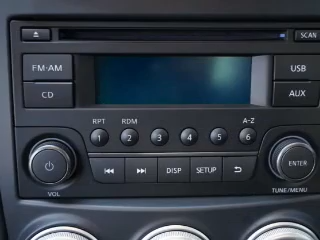 SCAN
FM·AM
USB
CD
AUX
RPT RDM A-Z
1 2 3 4 5 6
DISP SETUP
ENTER
VOL
TUNE/MENU